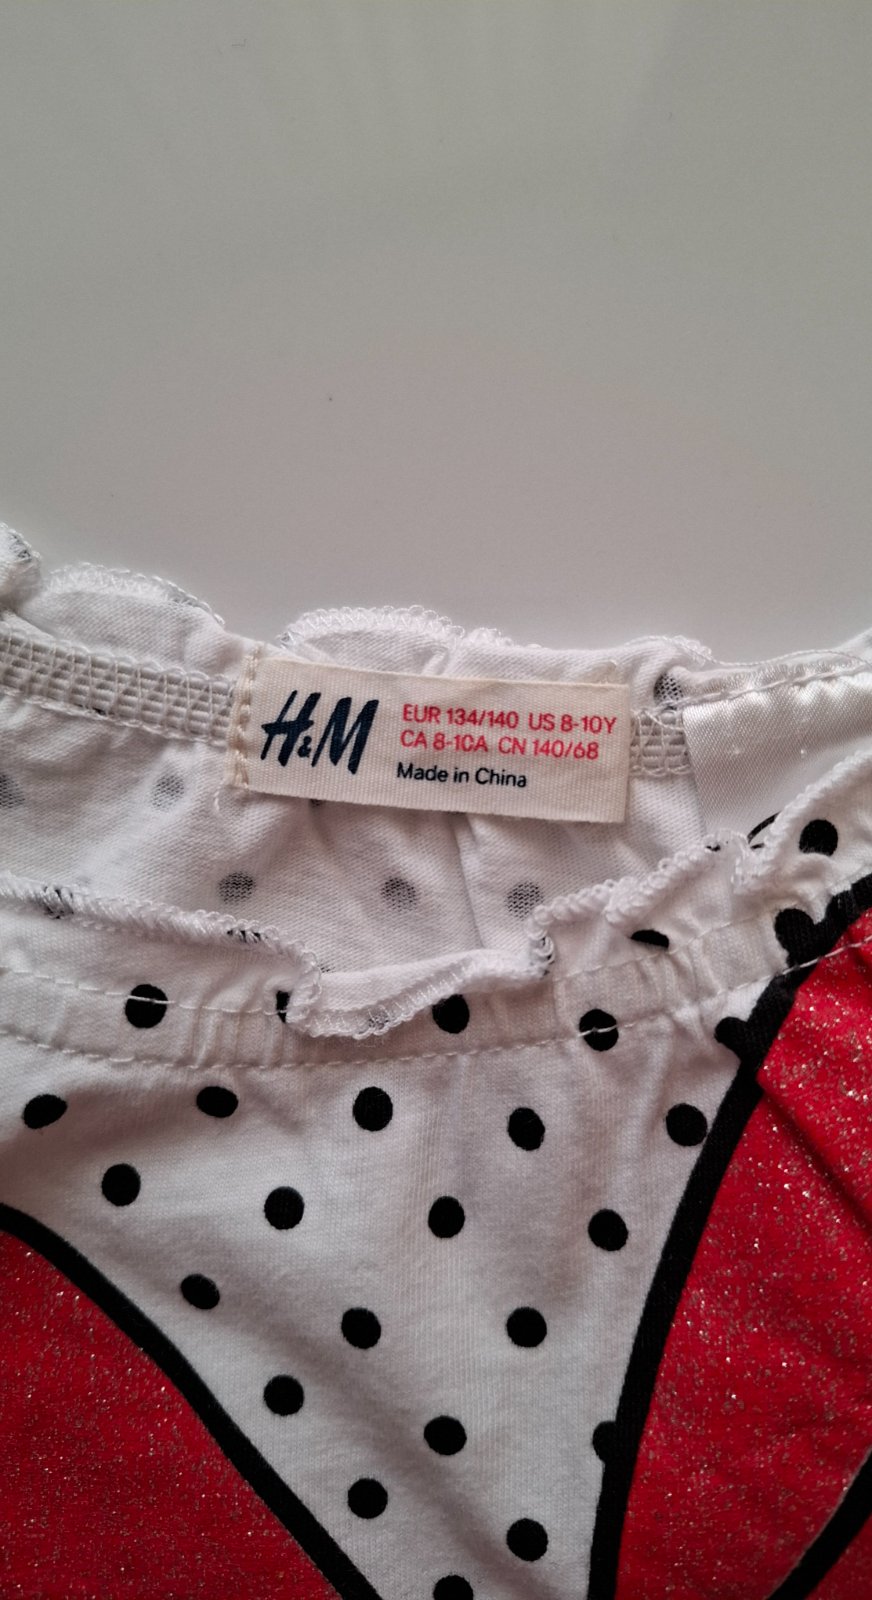 H&M
EUR 134/140 US 8-10Y
CA 8-10A CN 140/68
Made in China